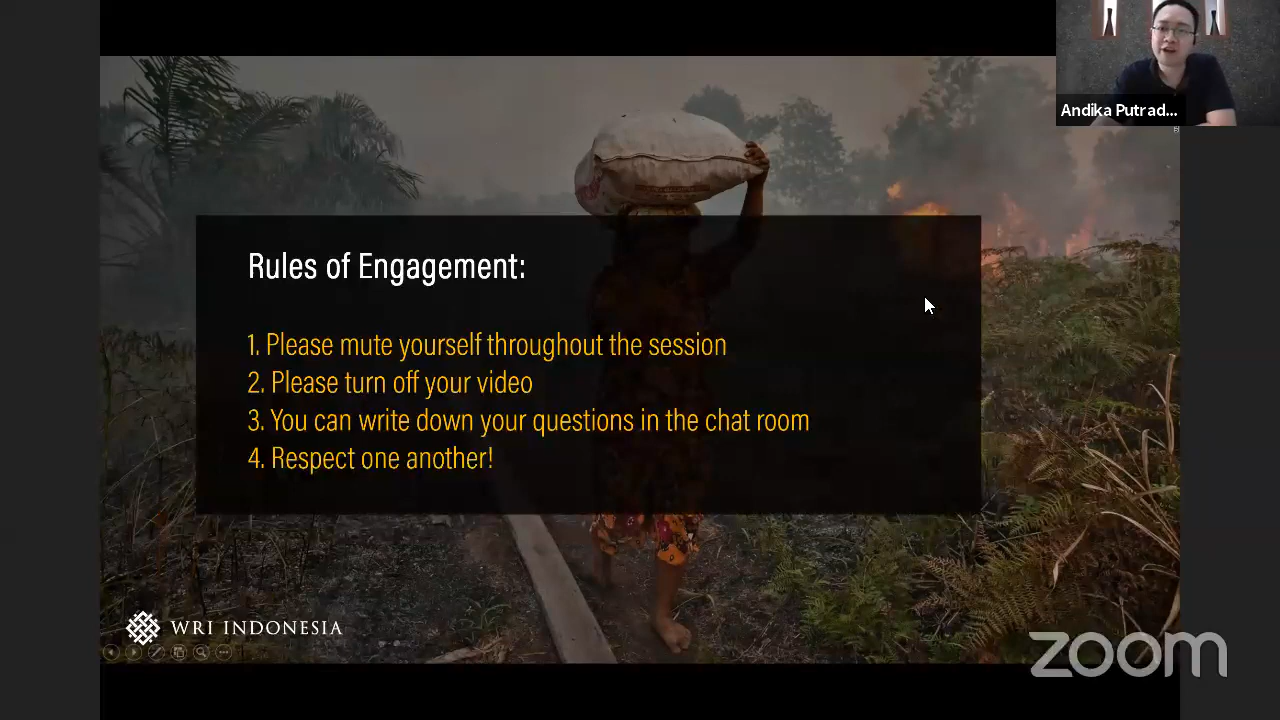 Andika Putrad...
Rules of Engagement:
1. Please mute yourself throughout the session
2. Please turn off your video
3. You can write down your questions in the chat room
4. Respect one another!
WRI INDONESIA
zoom